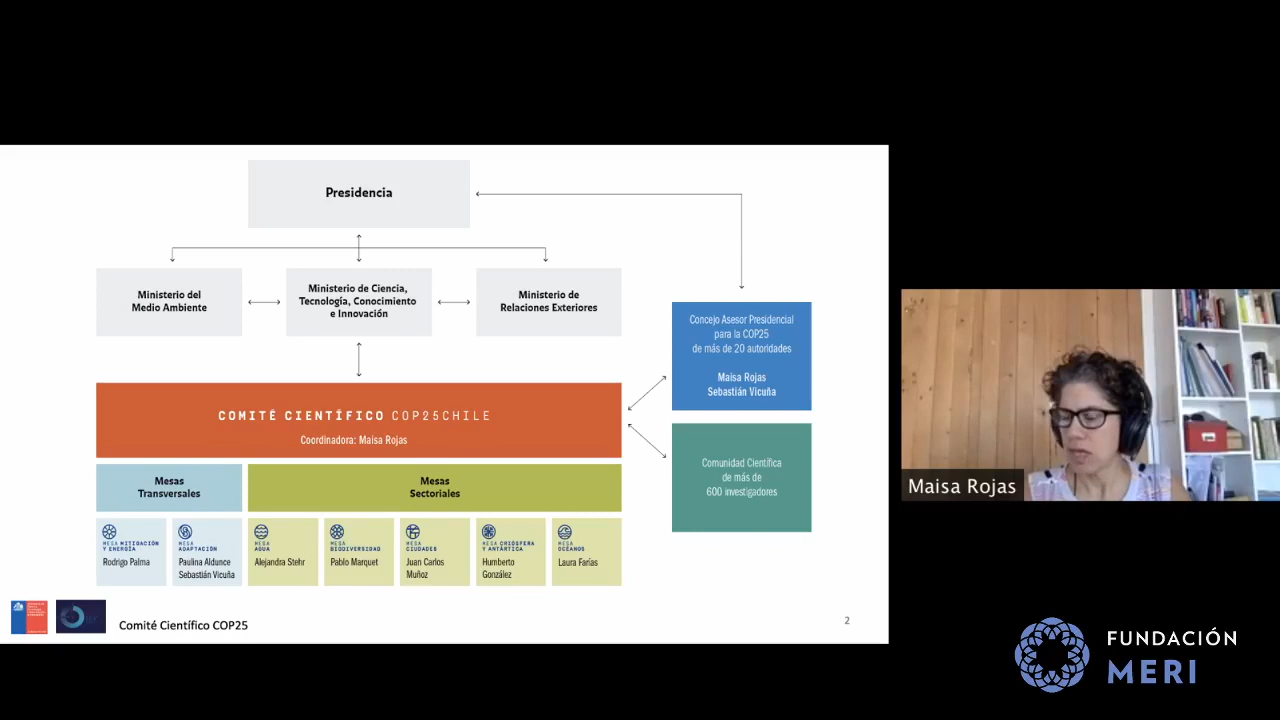 Presidencia
Ministerio del
Medio Ambiente
Ministerio de Ciencia,
Tecnología, Conocimiento
e Innovación
Ministerio de
Relaciones Exteriores
Concejo Asesor Presidencial
para la COP25
de más de 20 autoridades
Maisa Rojas
Sebastián Vicuña
COMITÉ CIENTÍFICO COP25CHILE
Coordinadora: Maisa Rojas
Comunidad Científica
de más de
600 investigadores
Mesas
Transversales
Mesas
Sectoriales
MESA MITIGACIÓN
Y ENERGÍA
Rodrigo Palma
MESA
ADAPTACIÓN
Paulina Aldunce
Sebastián Vicuña
MESA
AGUA
Alejandra Stehr
MESA
BIODIVERSIDAD
Pablo Marquet
MESA
CIUDADES
Juan Carlos
Muñoz
MESA CRIÓSFERA
Y ANTÁRTICA
Humberto
González
MESA
OCÉANOS
Laura Farías
Comité Científico COP25
2
Maisa Rojas
FUNDACIÓN
MERI